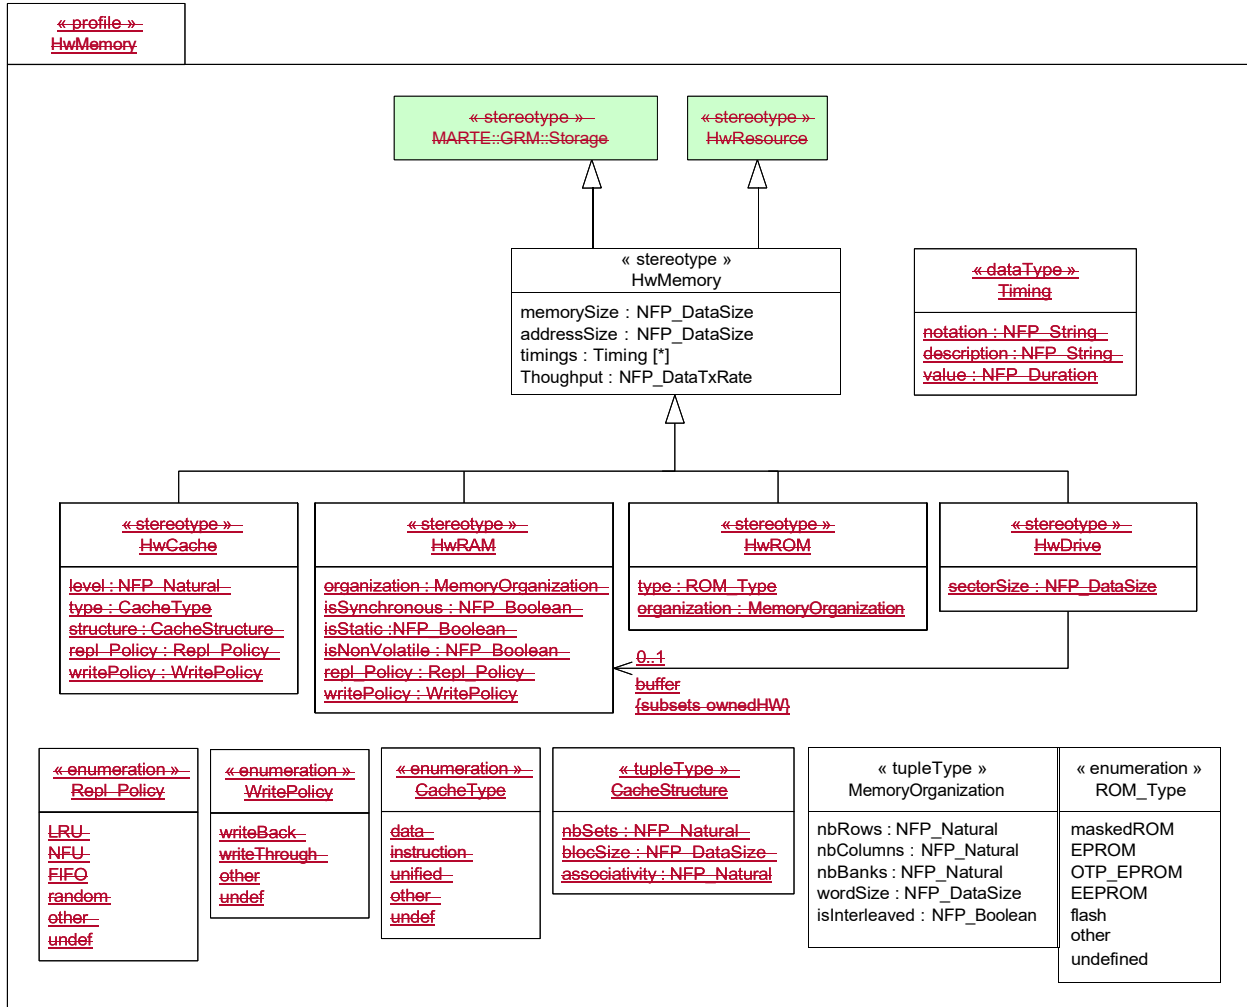 « profile »
HwMemory
« stereotype »
MARTE::GRM::Storage
« stereotype »
HwResource
« stereotype »
HwMemory
memorySize : NFP_DataSize
addressSize : NFP_DataSize
timings : Timing [*]
Thoughput : NFP_DataTxRate
« dataType »
Timing
notation : NFP_String
description : NFP_String
value : NFP_Duration
« stereotype »
HwCache
level : NFP_Natural
type : CacheType
structure : CacheStructure
repl_Policy : Repl_Policy
writePolicy : WritePolicy
« stereotype »
HwRAM
organization : MemoryOrganization
isSynchronous : NFP_Boolean
isStatic :NFP_Boolean
isNonVolatile : NFP_Boolean
repl_Policy : Repl_Policy
writePolicy : WritePolicy
« stereotype »
HwROM
type : ROM_Type
organization : MemoryOrganization
« stereotype »
HwDrive
sectorSize : NFP_DataSize
0..1
buffer
{subsets ownedHW}
« enumeration »
Repl_Policy
LRU
NFU
FIFO
random
other
undef
« enumeration »
WritePolicy
writeBack
writeThrough
other
undef
« enumeration »
CacheType
data
instruction
unified
other
undef
« tupleType »
CacheStructure
nbSets : NFP_Natural
blocSize : NFP_DataSize
associativity : NFP_Natural
« tupleType »
MemoryOrganization
nbRows : NFP_Natural
nbColumns : NFP_Natural
nbBanks : NFP_Natural
wordSize : NFP_DataSize
isInterleaved : NFP_Boolean
« enumeration »
ROM_Type
maskedROM
EPROM
OTP_EPROM
EEPROM
flash
other
undefined